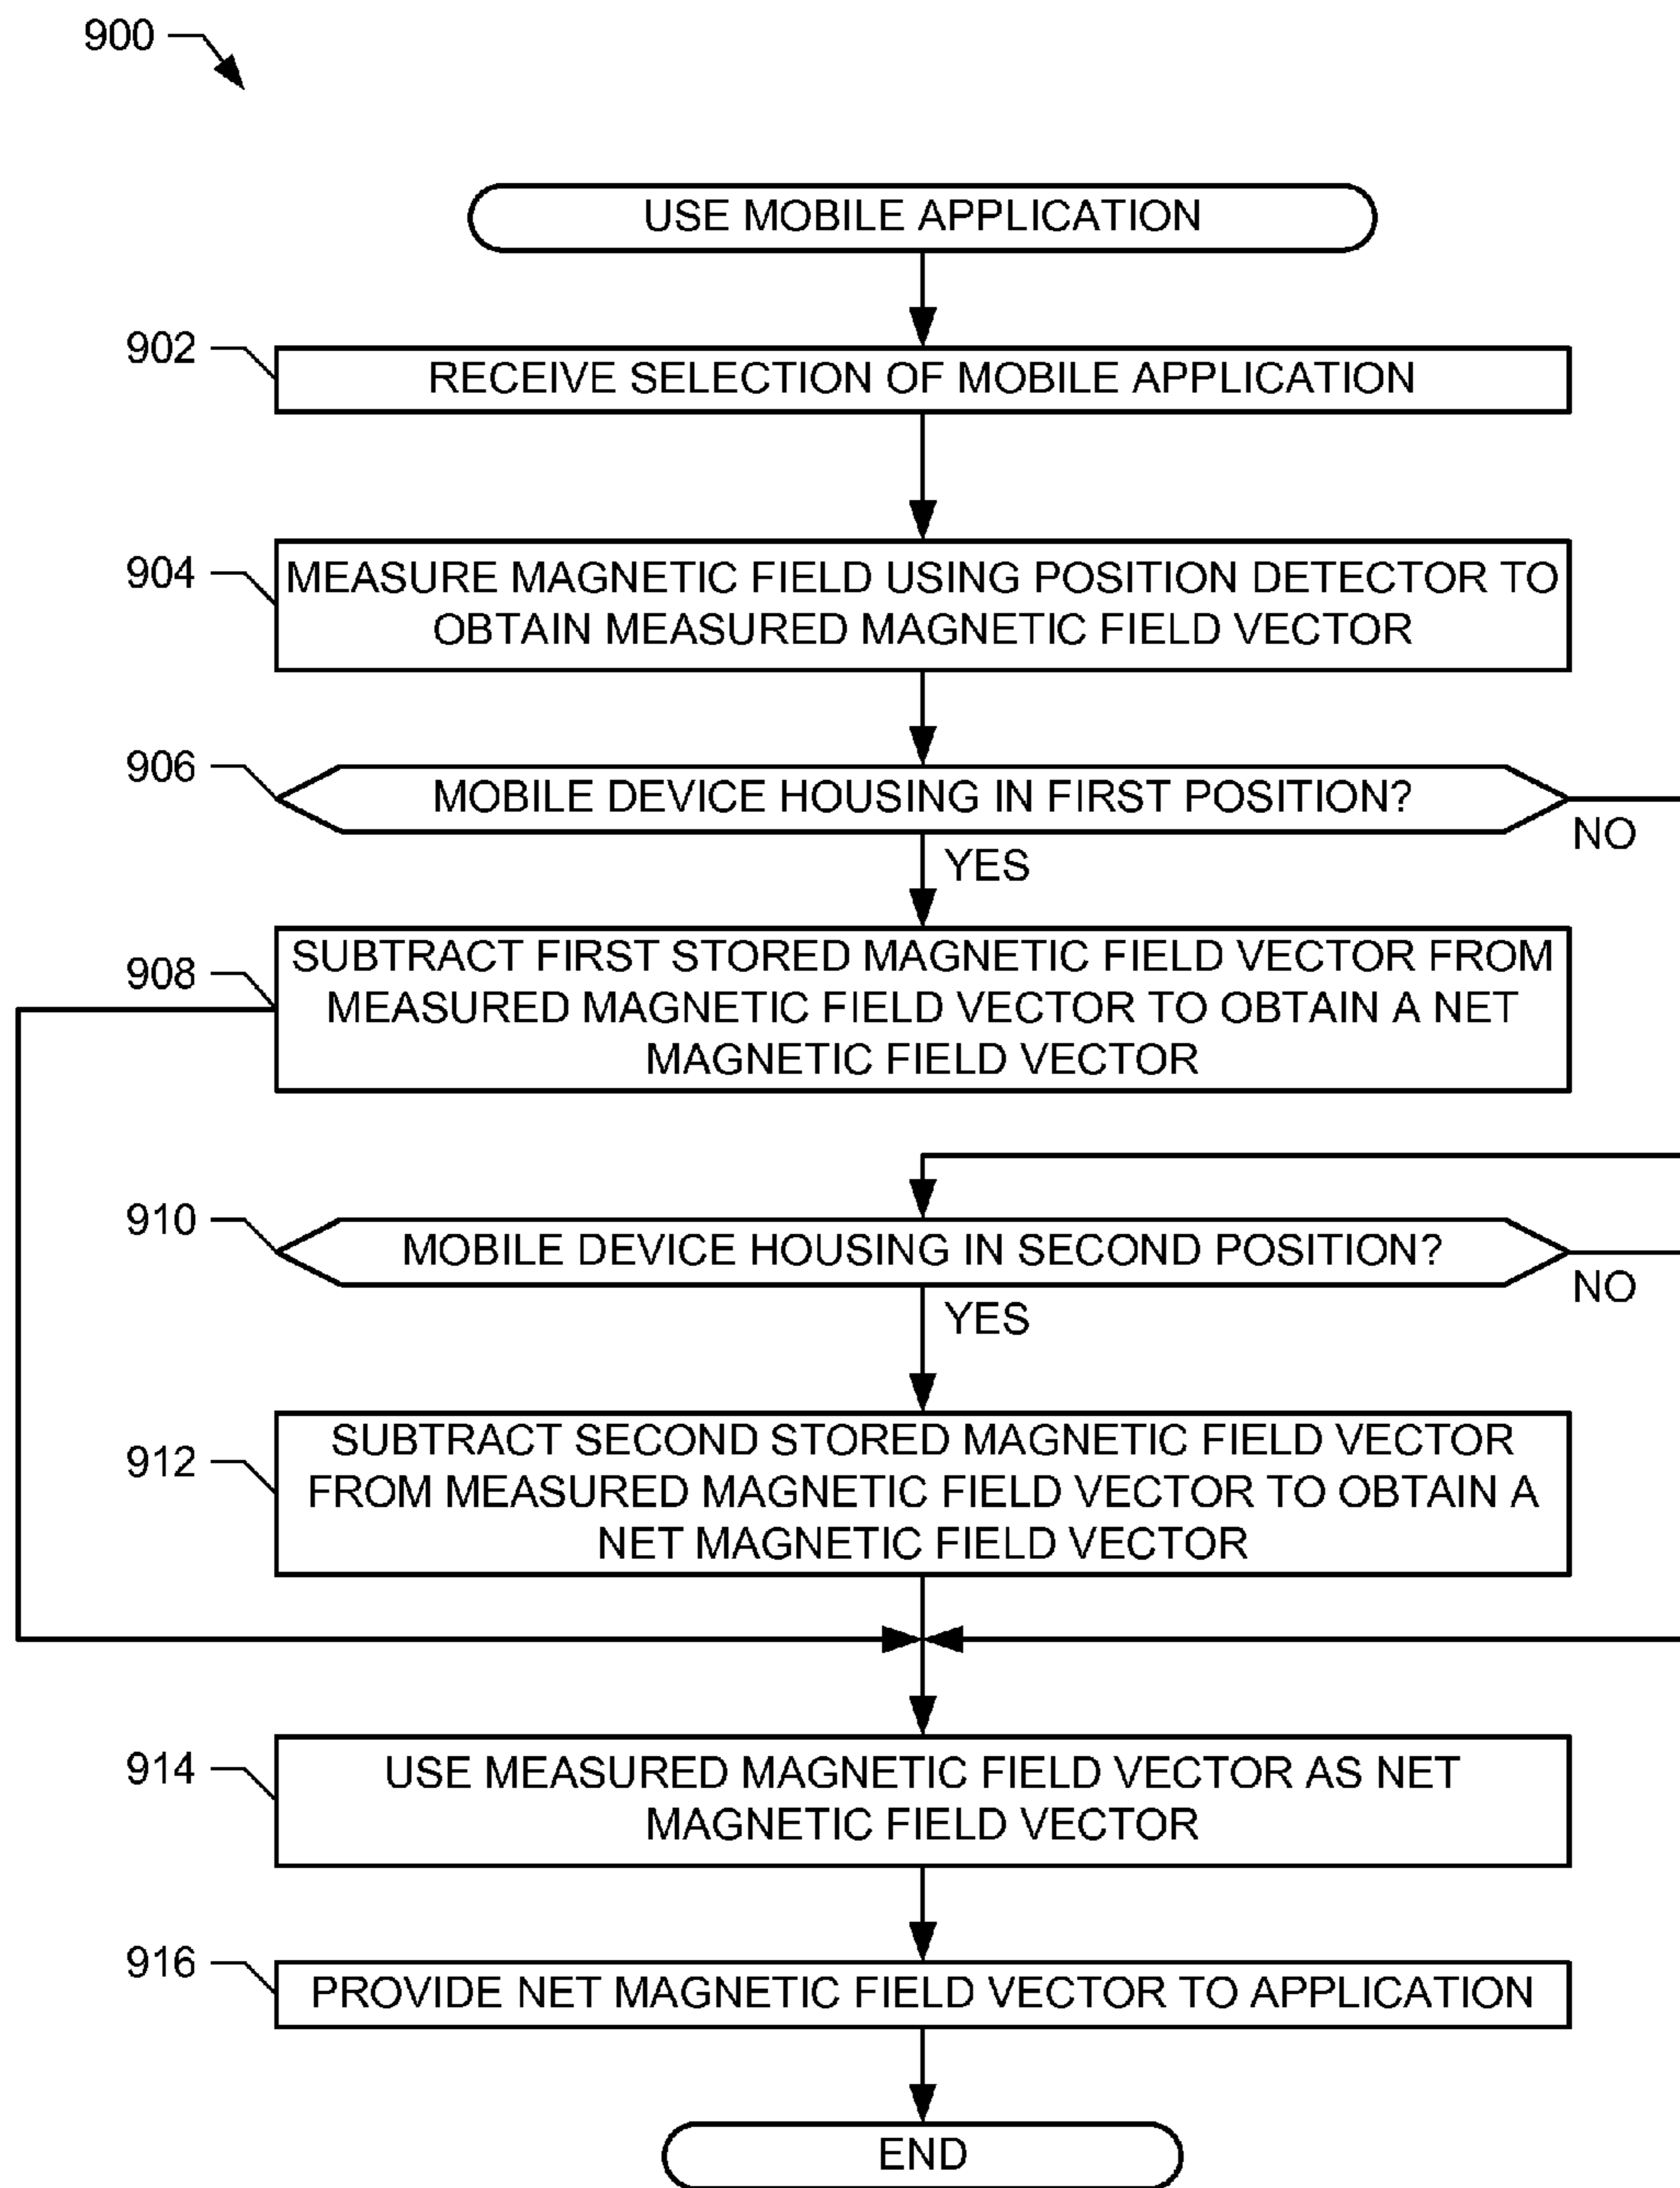 900
USE MOBILE APPLICATION
902
RECEIVE SELECTION OF MOBILE APPLICATION
904
MEASURE MAGNETIC FIELD USING POSITION DETECTOR TO
OBTAIN MEASURED MAGNETIC FIELD VECTOR
906
MOBILE DEVICE HOUSING IN FIRST POSITION?
NO
YES
908
SUBTRACT FIRST STORED MAGNETIC FIELD VECTOR FROM
MEASURED MAGNETIC FIELD VECTOR TO OBTAIN A NET
MAGNETIC FIELD VECTOR
910
MOBILE DEVICE HOUSING IN SECOND POSITION?
NO
YES
912
SUBTRACT SECOND STORED MAGNETIC FIELD VECTOR
FROM MEASURED MAGNETIC FIELD VECTOR TO OBTAIN A
NET MAGNETIC FIELD VECTOR
914
USE MEASURED MAGNETIC FIELD VECTOR AS NET
MAGNETIC FIELD VECTOR
916
PROVIDE NET MAGNETIC FIELD VECTOR TO APPLICATION
END